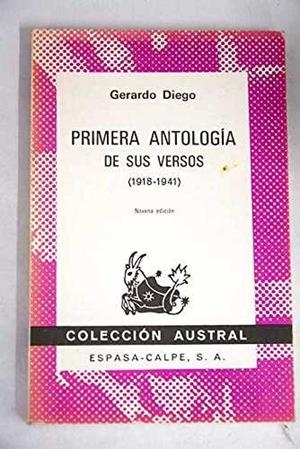 Gerardo Diego
PRIMERA ANTOLOGÍA
DE SUS VERSOS
(1918-1941)
Novena edición
COLECCIÓN AUSTRAL
ESPASA-CALPE, S. A.